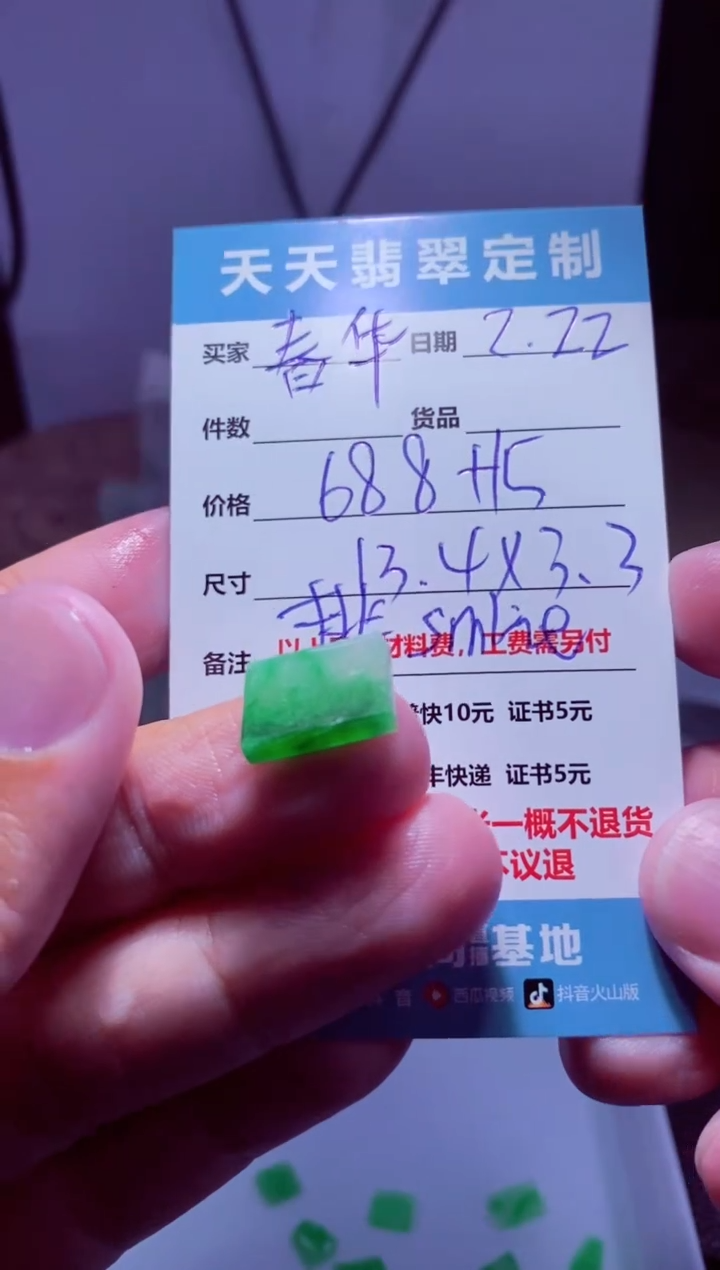 天天翡翠定制
买家 春华 日期 2.22
件数 货品
价格 688+15
尺寸 13.4X3.3
备注 材料费，工费需另付
快10元 证书5元
丰快递 证书5元
一概不退货
不议退
基地
音 西瓜视频 抖音火山版